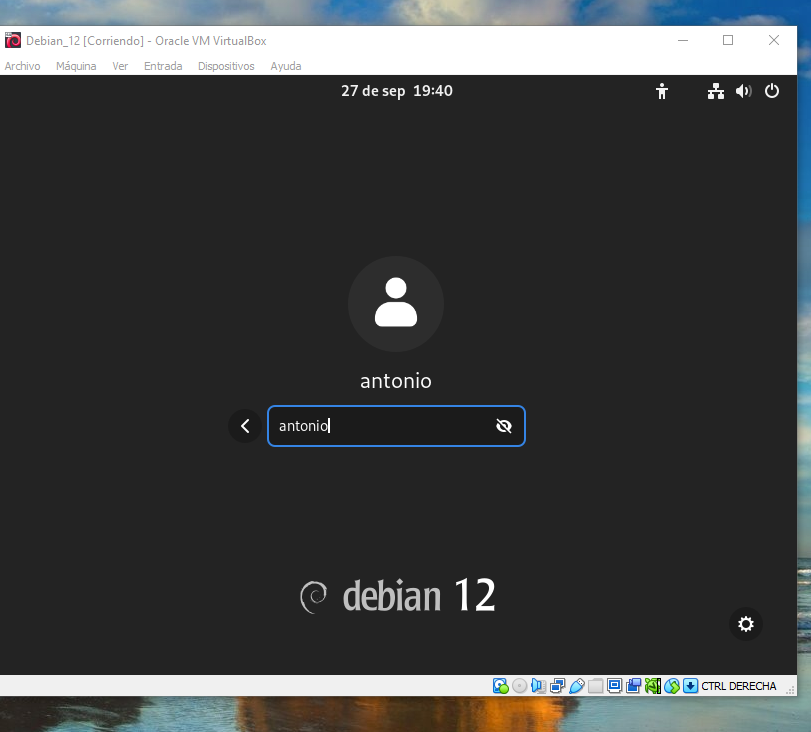 Debian_12 [Corriendo] - Oracle VM VirtualBox
Archivo Máquina Ver Entrada Dispositivos Ayuda
27 de sep 19:40
antonio
antonio
debian 12
CTRL DERECHA